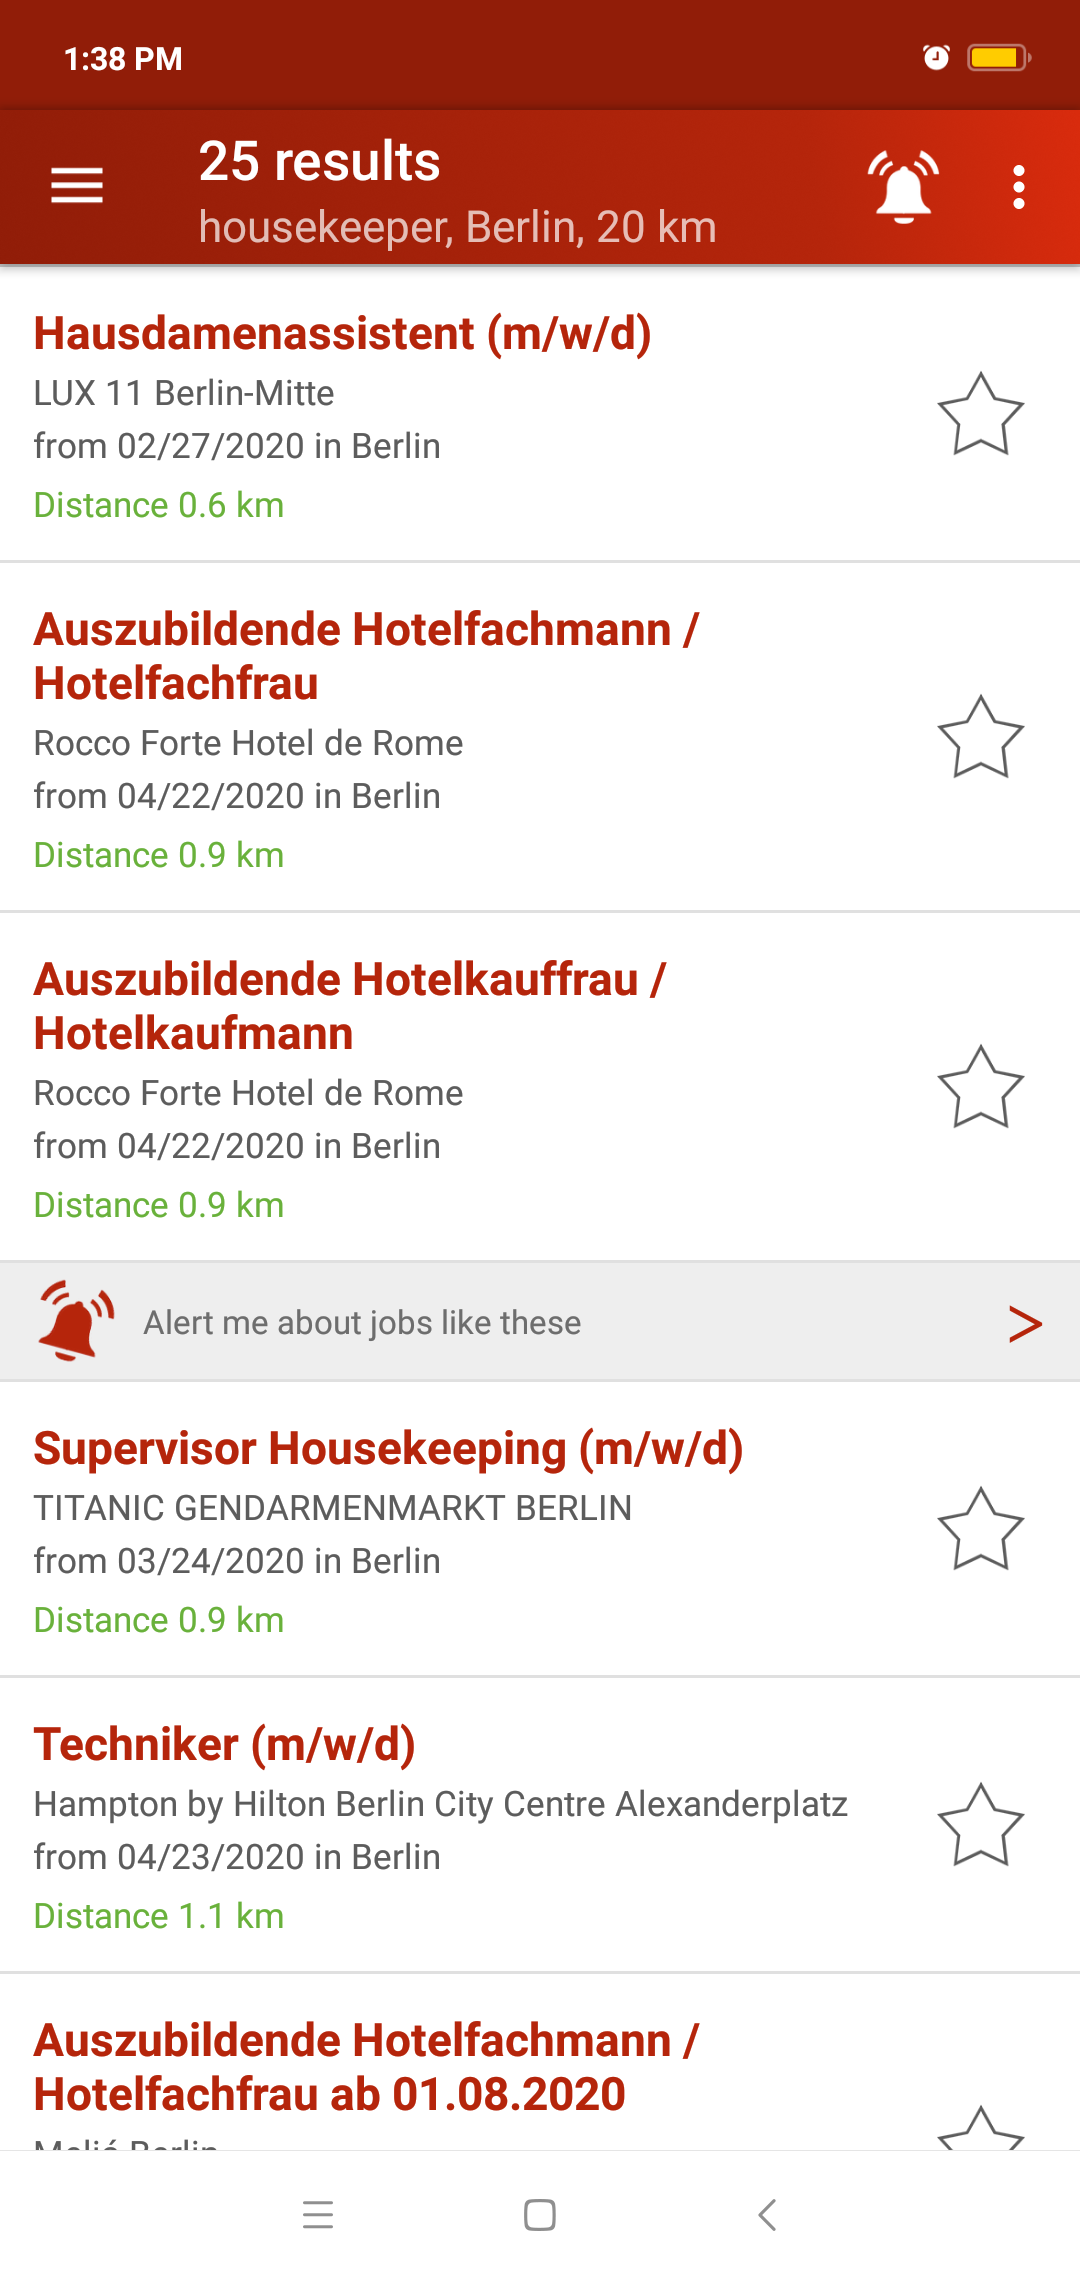 1:38 PM
25 results
housekeeper, Berlin, 20 km
Hausdamenassistent (m/w/d)
LUX 11 Berlin-Mitte
from 02/27/2020 in Berlin
Distance 0.6 km
Auszubildende Hotelfachmann /
Hotelfachfrau
Rocco Forte Hotel de Rome
from 04/22/2020 in Berlin
Distance 0.9 km
Auszubildende Hotelkauffrau /
Hotelkaufmann
Rocco Forte Hotel de Rome
from 04/22/2020 in Berlin
Distance 0.9 km
Alert me about jobs like these
Supervisor Housekeeping (m/w/d)
TITANIC GENDARMENMARKT BERLIN
from 03/24/2020 in Berlin
Distance 0.9 km
Techniker (m/w/d)
Hampton by Hilton Berlin City Centre Alexanderplatz
from 04/23/2020 in Berlin
Distance 1.1 km
Auszubildende Hotelfachmann /
Hotelfachfrau ab 01.08.2020
Berlin